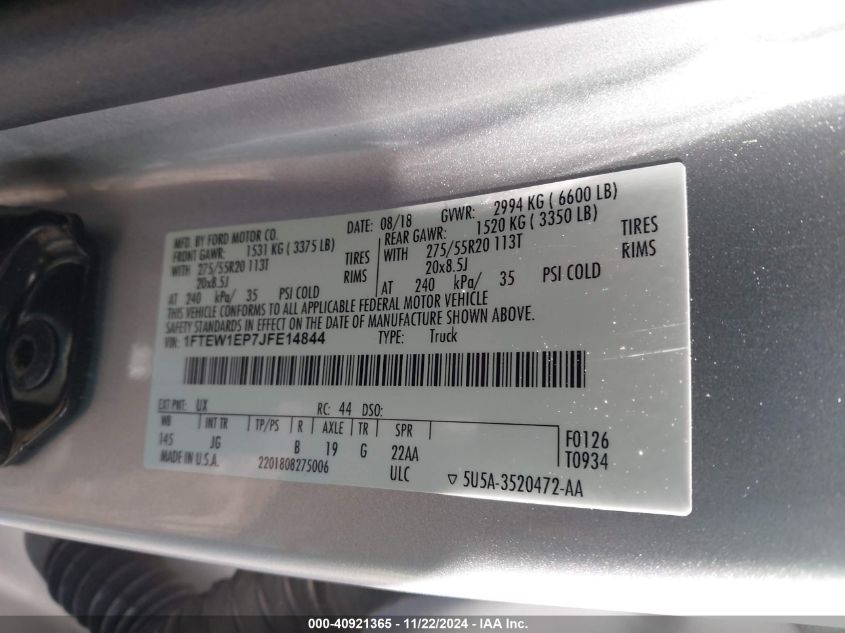 MFD. BY FORD MOTOR CO.
DATE: 08/18 GVWR: 2994 KG ( 6600 LB)
FRONT GAWR: 1531 KG ( 3375 LB)
WITH 275/55R20 113T TIRES
20x8.5J RIMS
AT 240 kPa/ 35 PSI COLD
REAR GAWR: 1520 KG ( 3350 LB)
WITH 275/55R20 113T TIRES
20x8.5J RIMS
AT 240 kPa/ 35 PSI COLD
THIS VEHICLE CONFORMS TO ALL APPLICABLE FEDERAL MOTOR VEHICLE
SAFETY STANDARDS IN EFFECT ON THE DATE OF MANUFACTURE SHOWN ABOVE.
VIN: 1FTEW1EP7JFE14844 TYPE: Truck
EXT PNT: UX RC: 44 DSO:
WB INT TR TP/PS R AXLE TR SPR
145 JG B 19 G 22AA
F0126
T0934
MADE IN U.S.A. 2201808275006 ULC
▽ 5U5A-3520472-AA
000-40921365 - 11/22/2024 - IAA Inc.